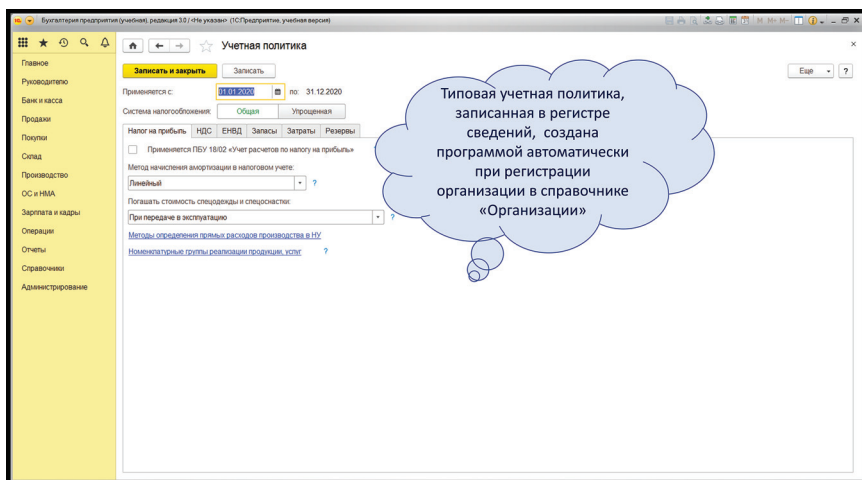 Бухгалтерия предприятия (учебная), редакция 3.0 / <Не указан> (1С:Предприятие, учебная версия)
M M+ M-
Главное
Руководителю
Банк и касса
Продажи
Покупки
Склад
Производство
ОС и НМА
Зарплата и кадры
Операции
Отчеты
Справочники
Администрирование
Учетная политика
Записать и закрыть Записать Еще ?
Применяется с: 01.01.2020 по: 31.12.2020
Система налогообложения: Общая Упрощенная
Налог на прибыль НДС ЕНВД Запасы Затраты Резервы
Применяется ПБУ 18/02 «Учет расчетов по налогу на прибыль»
Метод начисления амортизации в налоговом учете:
Линейный ?
Погашать стоимость спецодежды и спецоснастки:
При передаче в эксплуатацию ?
Методы определения прямых расходов производства в НУ
Номенклатурные группы реализации продукции, услуг ?
Типовая учетная политика,
записанная в регистре
сведений, создана
программой автоматически
при регистрации
организации в справочнике
«Организации»